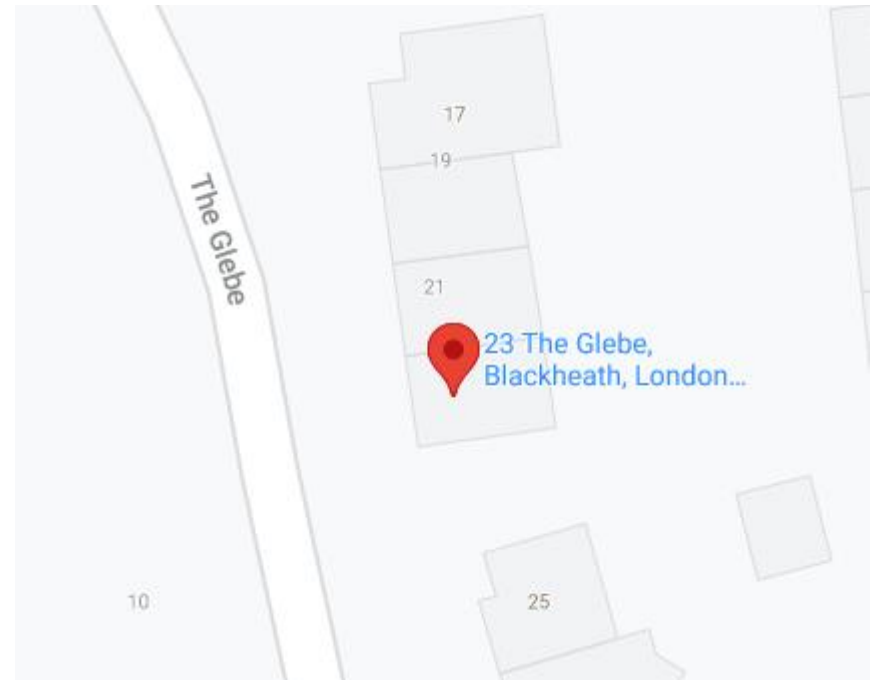 17
19
The Glebe
21
23 The Glebe,
Blackheath, London...
10
25